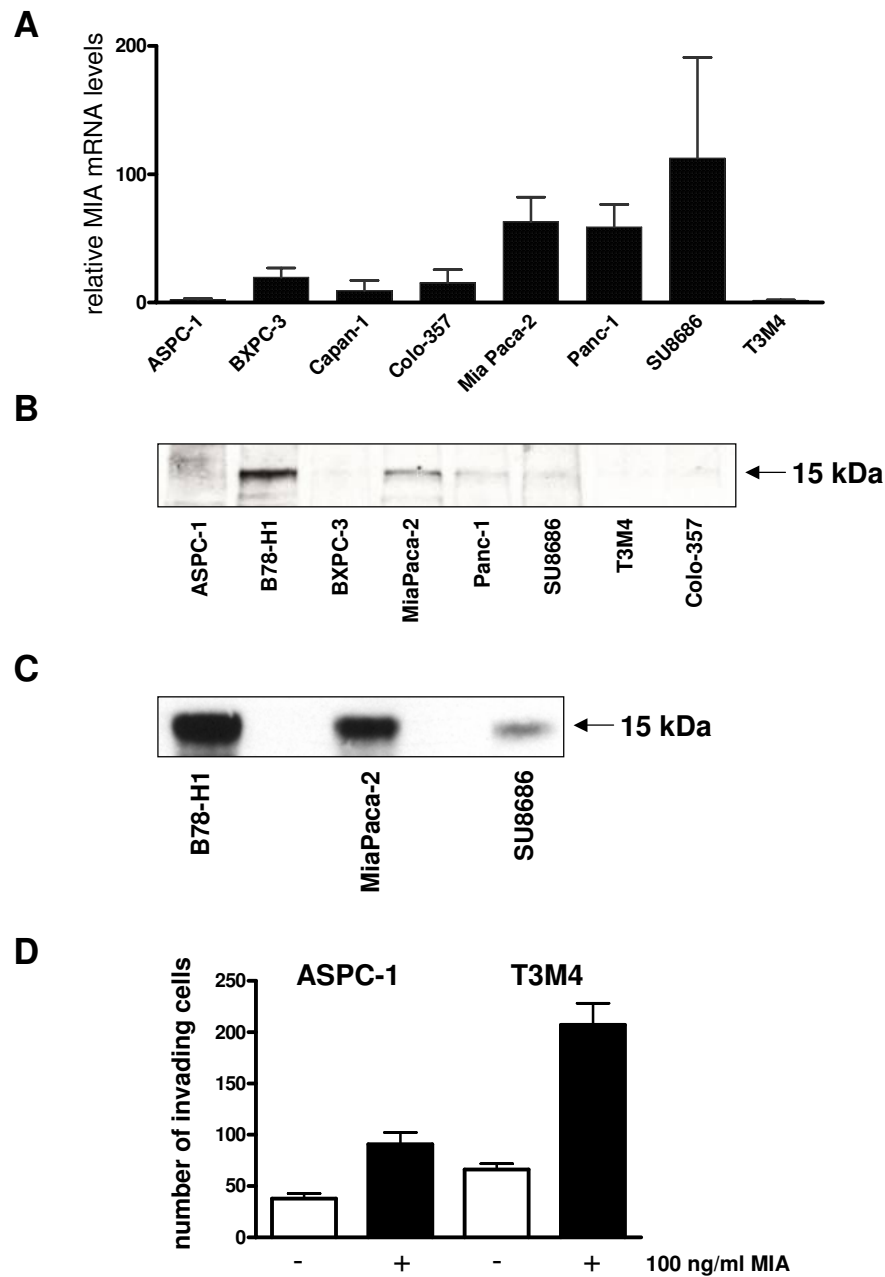 A
relative MIA mRNA levels
200
100
0
ASPC-1
BXPC-3
Capan-1
Colo-357
Mia Paca-2
Panc-1
SU8686
T3M4
B
15 kDa
ASPC-1
B78-H1
BXPC-3
MiaPaca-2
Panc-1
SU8686
T3M4
Colo-357
C
15 kDa
B78-H1
MiaPaca-2
SU8686
D
number of invading cells
ASPC-1 T3M4
250
200
150
100
50
0
- + - + 100 ng/ml MIA